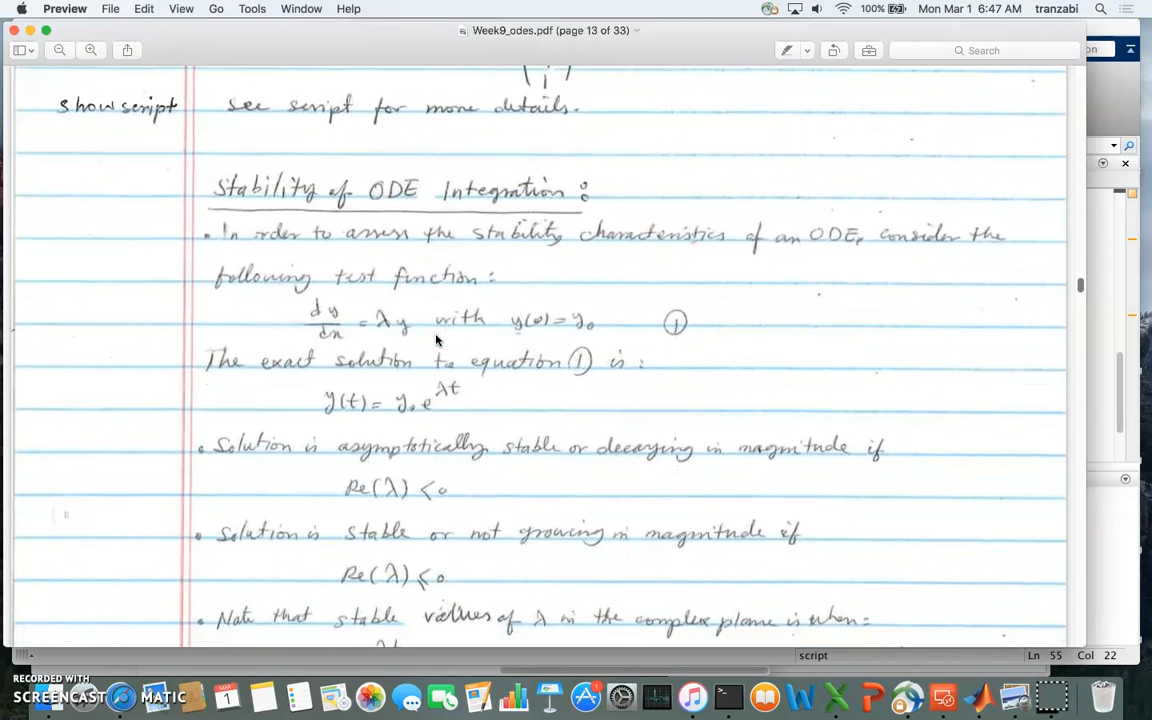 Preview File Edit View Go Tools Window Help 100% Mon Mar 1 6:47 AM tranzabi
Week9_odes.pdf (page 13 of 33)
Search
on
show script see script for more details.
Stability of ODE Integration:
• In order to assess the stability characteristics of an ODE, consider the
following test function:
dy/dx = λy with y(0)=y₀ ①
The exact solution to equation ① is:
y(t) = y₀ e^λt
• Solution is asymptotically stable or decaying in magnitude if
Re(λ) < 0
• Solution is stable or not growing in magnitude if
Re(λ) ≤ 0
• Note that stable values of λ in the complex plane is when:
λt
script Ln 55 Col 22
RECORDED WITH
SCREENCAST MATIC